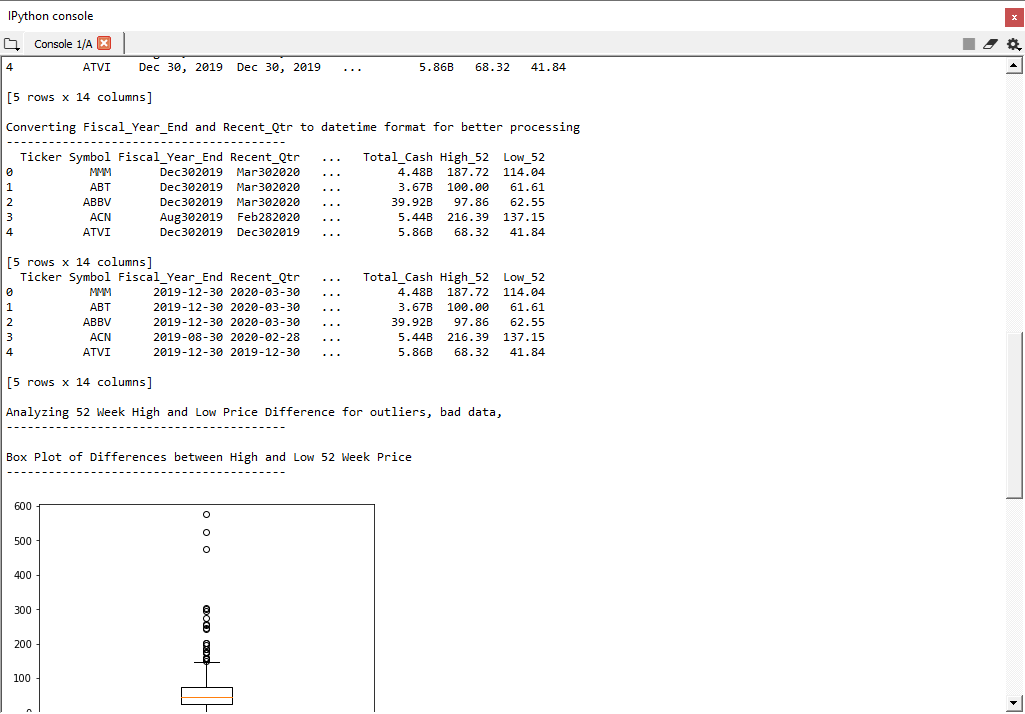 IPython console
x
Console 1/A
4 ATVI Dec 30, 2019 Dec 30, 2019 ... 5.86B 68.32 41.84
[5 rows x 14 columns]
Converting Fiscal_Year_End and Recent_Qtr to datetime format for better processing
----------------------------------------
Ticker Symbol Fiscal_Year_End Recent_Qtr ... Total_Cash High_52 Low_52
0 MMM Dec302019 Mar302020 ... 4.48B 187.72 114.04
1 ABT Dec302019 Mar302020 ... 3.67B 100.00 61.61
2 ABBV Dec302019 Mar302020 ... 39.92B 97.86 62.55
3 ACN Aug302019 Feb282020 ... 5.44B 216.39 137.15
4 ATVI Dec302019 Dec302019 ... 5.86B 68.32 41.84
[5 rows x 14 columns]
Ticker Symbol Fiscal_Year_End Recent_Qtr ... Total_Cash High_52 Low_52
0 MMM 2019-12-30 2020-03-30 ... 4.48B 187.72 114.04
1 ABT 2019-12-30 2020-03-30 ... 3.67B 100.00 61.61
2 ABBV 2019-12-30 2020-03-30 ... 39.92B 97.86 62.55
3 ACN 2019-08-30 2020-02-28 ... 5.44B 216.39 137.15
4 ATVI 2019-12-30 2019-12-30 ... 5.86B 68.32 41.84
[5 rows x 14 columns]
Analyzing 52 Week High and Low Price Difference for outliers, bad data,
----------------------------------------
Box Plot of Differences between High and Low 52 Week Price
----------------------------------------
600
500
400
300
200
100